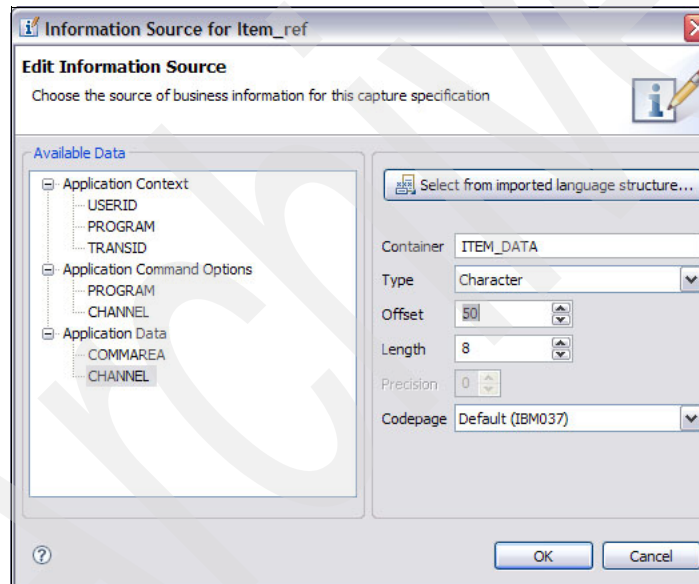 Information Source for Item_ref
Edit Information Source
Choose the source of business information for this capture specification
Available Data
Application Context
USERID
PROGRAM
TRANSID
Application Command Options
PROGRAM
CHANNEL
Application Data
COMMAREA
CHANNEL
Select from imported language structure...
Container ITEM_DATA
Type Character
Offset 50
Length 8
Precision 0
Codepage Default (IBM037)
OK Cancel